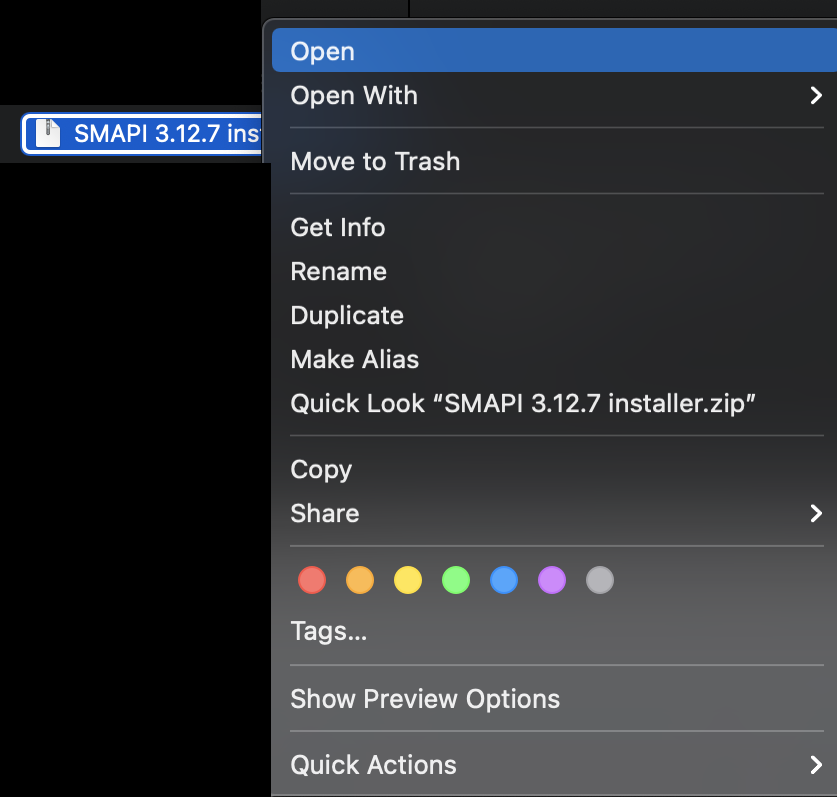 Open
Open With
SMAPI 3.12.7 ins
Move to Trash
Get Info
Rename
Duplicate
Make Alias
Quick Look “SMAPI 3.12.7 installer.zip”
Copy
Share
Tags...
Show Preview Options
Quick Actions